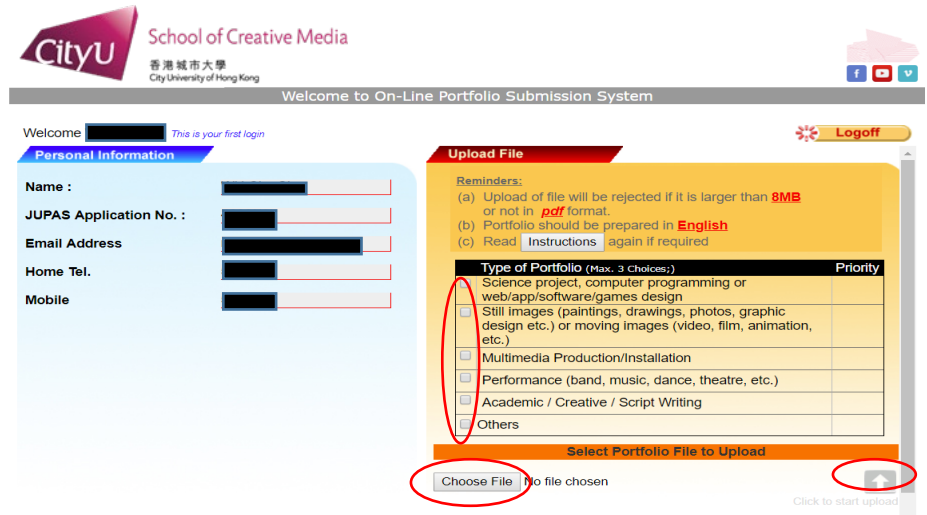 CityU
School of Creative Media
香港城市大學
City University of Hong Kong
Welcome to On-Line Portfolio Submission System
Welcome This is your first login
Logoff
Personal Information
Name :
JUPAS Application No. :
Email Address
Home Tel.
Mobile
Upload File
Reminders:
(a) Upload of file will be rejected if it is larger than 8MB
or not in pdf format.
(b) Portfolio should be prepared in English
(c) Read Instructions again if required
Type of Portfolio (Max. 3 Choices;) Priority
Science project, computer programming or
web/app/software/games design
Still images (paintings, drawings, photos, graphic
design etc.) or moving images (video, film, animation,
etc.)
Multimedia Production/Installation
Performance (band, music, dance, theatre, etc.)
Academic / Creative / Script Writing
Others
Select Portfolio File to Upload
Choose File No file chosen
Click to start upload